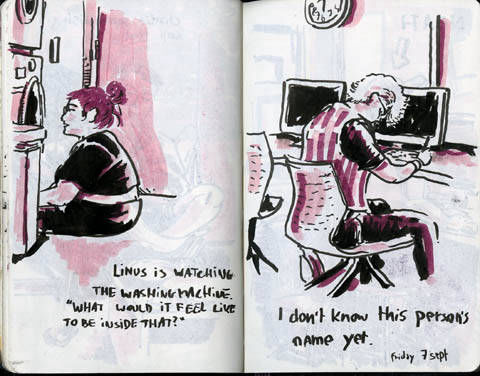 LINUS IS WATCHING
THE WASHING MACHINE.
"WHAT WOULD IT FEEL LIKE
TO BE INSIDE THAT?"
I don't know this person's
name yet.
friday 7 sept